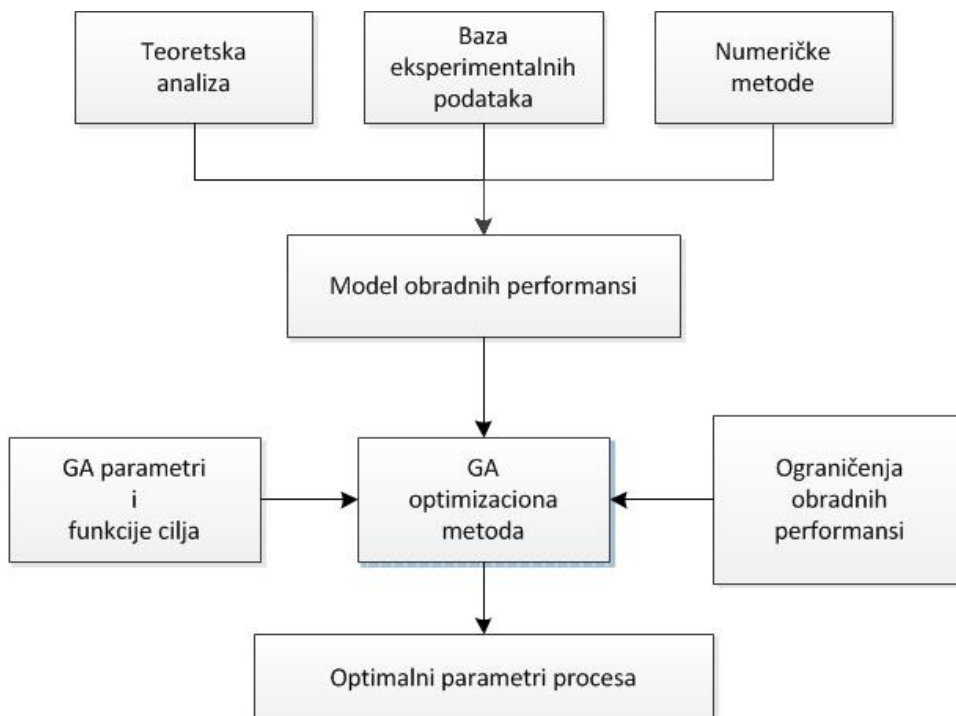 Teoretska
analiza
Baza
eksperimentalnih
podataka
Numeričke
metode
Model obradnih performansi
GA parametri
i
funkcije cilja
GA
optimizaciona
metoda
Ograničenja
obradnih
performansi
Optimalni parametri procesa